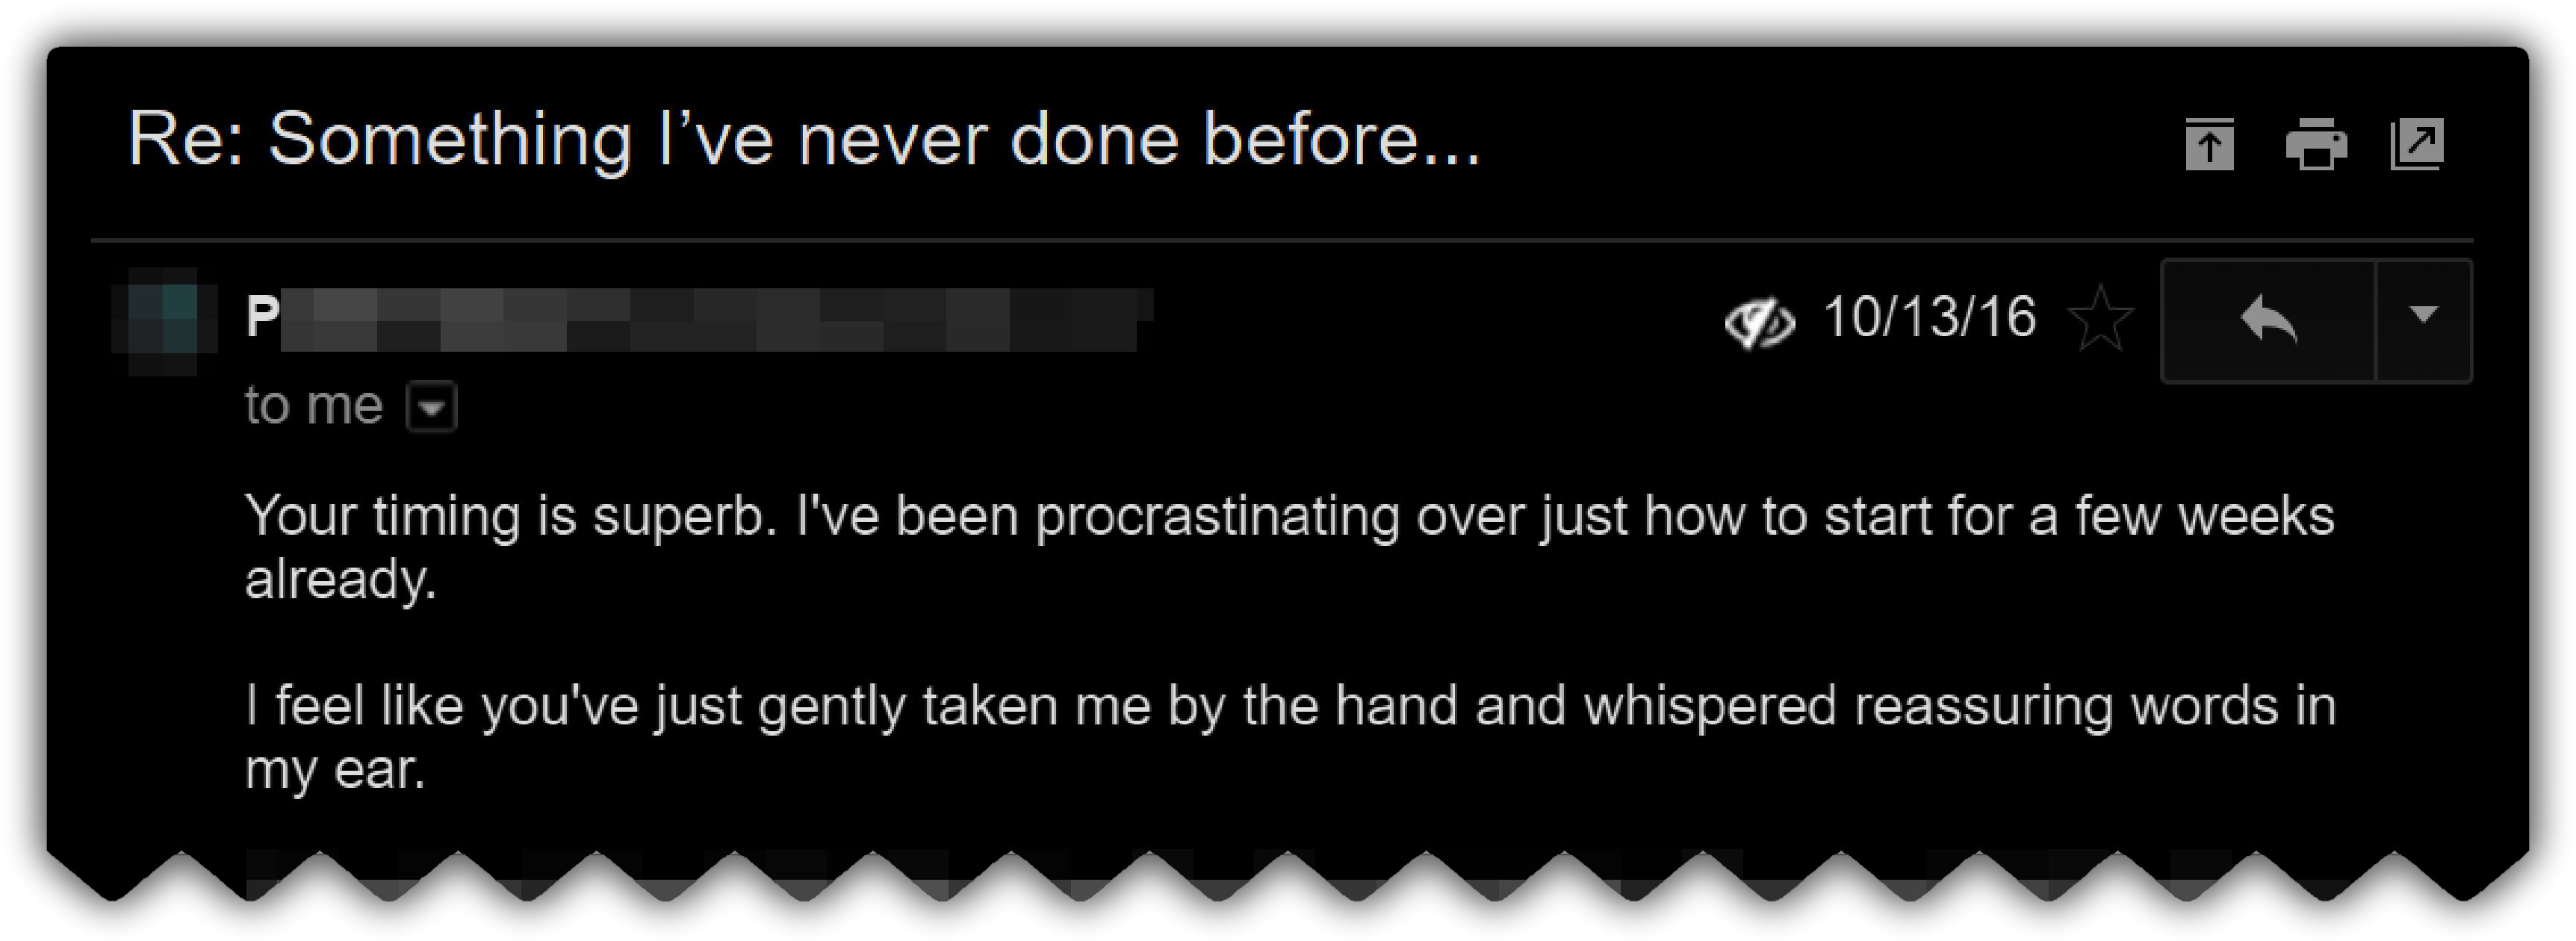 Re: Something I’ve never done before...
P
10/13/16
to me
Your timing is superb. I've been procrastinating over just how to start for a few weeks
already.
I feel like you've just gently taken me by the hand and whispered reassuring words in
my ear.